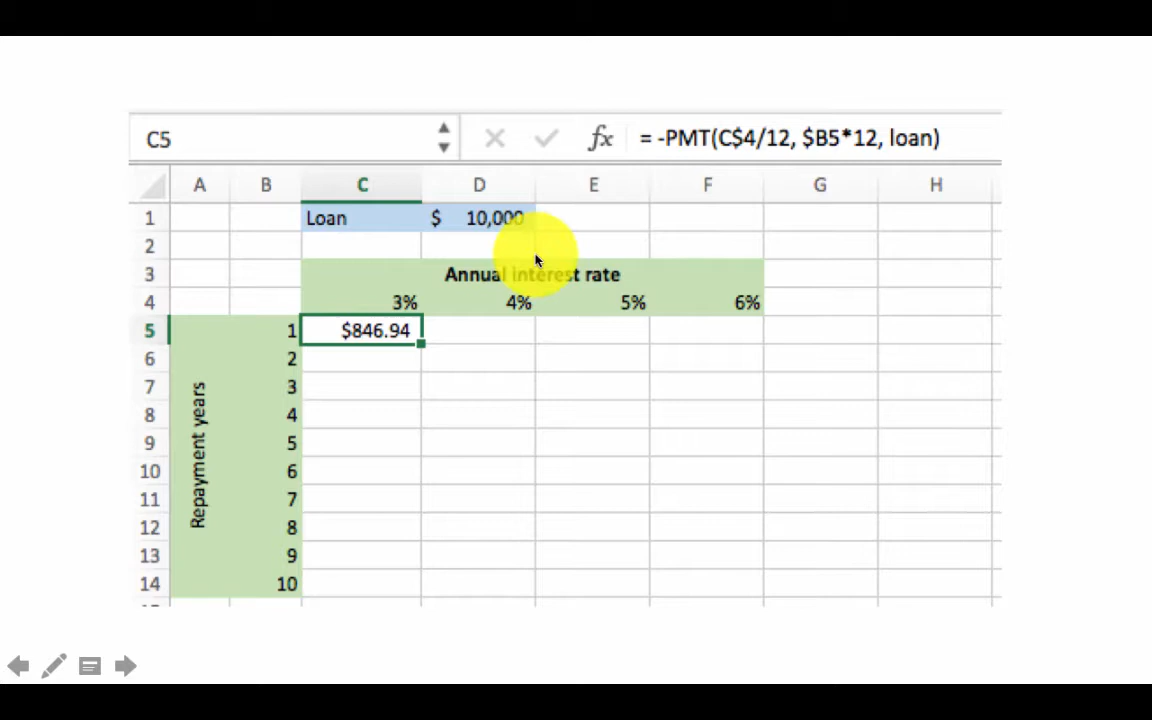 C5 fx = -PMT(C$4/12, $B5*12, loan)
A B C D E F G H
1 Loan $ 10,000
2
3 Annual interest rate
4 3% 4% 5% 6%
5 1 $846.94
6 2
7 3
8 4
9 5
10 6
11 7
12 8
13 9
14 10
Repayment years